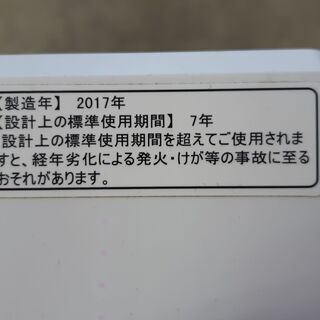 【製造年】 2017年
【設計上の標準使用期間】 7年
設計上の標準使用期間を超えてご使用されま
すと、経年劣化による発火・けが等の事故に至る
おそれがあります。